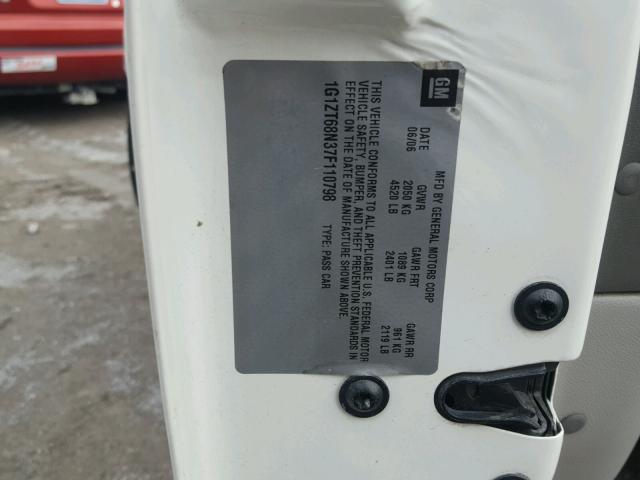 GM
MFD BY GENERAL MOTORS CORP
DATE GVWR GAWR FRT GAWR RR
06/06 2050 KG 1089 KG 961 KG
4520 LB 2401 LB 2119 LB
THIS VEHICLE CONFORMS TO ALL APPLICABLE U.S. FEDERAL MOTOR
VEHICLE SAFETY, BUMPER, AND THEFT PREVENTION STANDARDS IN
EFFECT ON THE DATE OF MANUFACTURE SHOWN ABOVE.
1G1ZT68N37F110798 TYPE: PASS CAR